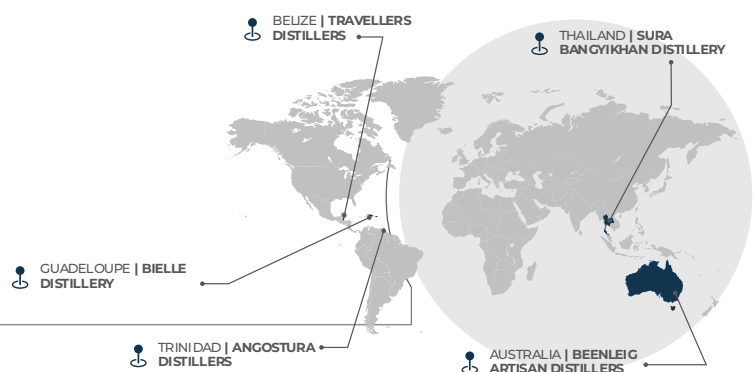 BELIZE | TRAVELLERS
DISTILLERS
THAILAND | SURA
BANGYIKHAN DISTILLERY
GUADELOUPE | BIELLE
DISTILLERY
TRINIDAD | ANGOSTURA
DISTILLERS
AUSTRALIA | BEENLEIG
ARTISAN DISTILLERS